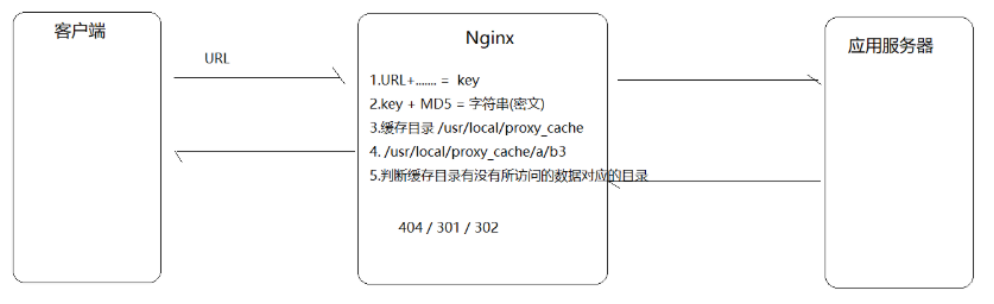 客户端
URL
Nginx
1.URL+....... = key
2.key + MD5 = 字符串(密文)
3.缓存目录 /usr/local/proxy_cache
4. /usr/local/proxy_cache/a/b3
5.判断缓存目录有没有所访问的数据对应的目录
404 / 301 / 302
应用服务器